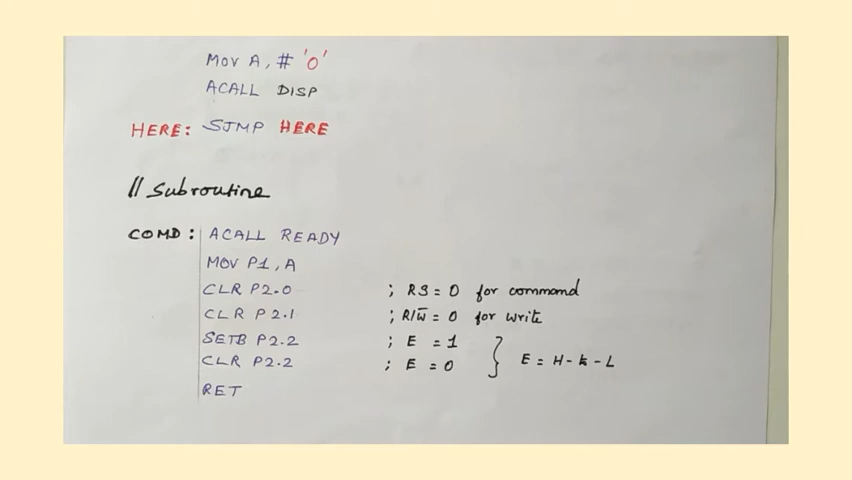 MOV A, # 'O'
ACALL DISP
HERE: SJMP HERE
// Subroutine
COMD: ACALL READY
MOV P1, A
CLR P2.0 ; RS = 0 for command
CLR P2.1 ; R/W̅ = 0 for write
SETB P2.2 ; E = 1
CLR P2.2 ; E = 0 } E = H - to - L
RET